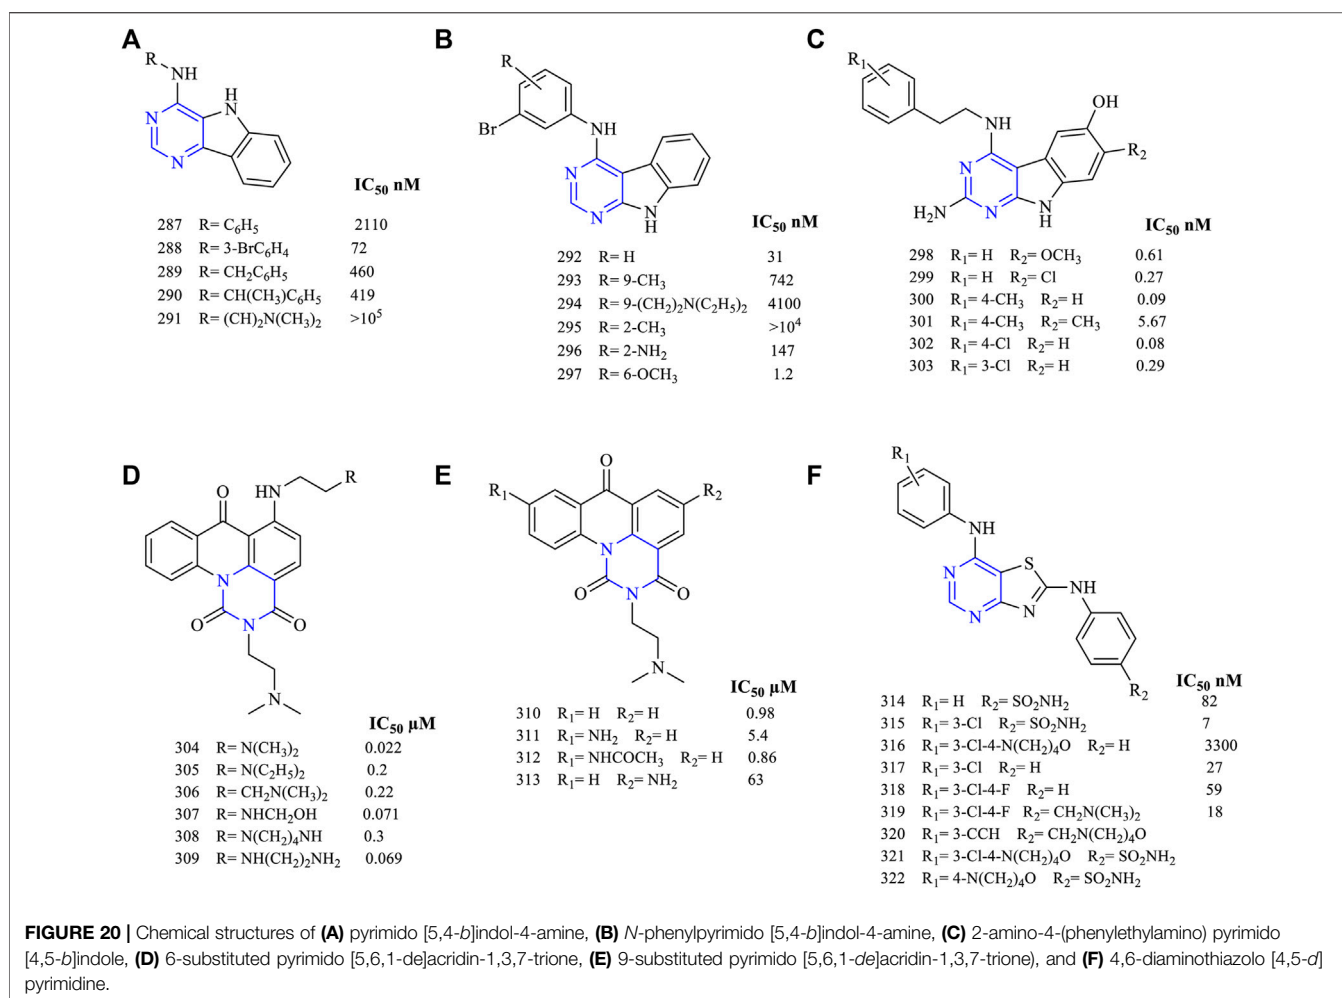 A
R
NH
H
N
N
N
IC50 nM
287 R= C6H5 2110
288 R= 3-BrC6H4 72
289 R= CH2C6H5 460
290 R= CH(CH3)C6H5 419
291 R= (CH)2N(CH3)2 >10^5
B
R
Br
NH
N
N
N
H
IC50 nM
292 R= H 31
293 R= 9-CH3 742
294 R= 9-(CH2)2N(C2H5)2 4100
295 R= 2-CH3 >10^4
296 R= 2-NH2 147
297 R= 6-OCH3 1.2
C
R1
OH
NH
R2
N
H2N
N
N
H
IC50 nM
298 R1= H R2= OCH3 0.61
299 R1= H R2= Cl 0.27
300 R1= 4-CH3 R2= H 0.09
301 R1= 4-CH3 R2= CH3 5.67
302 R1= 4-Cl R2= H 0.08
303 R1= 3-Cl R2= H 0.29
D
R
O
HN
N
O
N
O
N
IC50 µM
304 R= N(CH3)2 0.022
305 R= N(C2H5)2 0.2
306 R= CH2N(CH3)2 0.22
307 R= NHCH2OH 0.071
308 R= N(CH2)4NH 0.3
309 R= NH(CH2)2NH2 0.069
E
O
R1
R2
N
O
N
O
N
IC50 µM
310 R1= H R2= H 0.98
311 R1= NH2 R2= H 5.4
312 R1= NHCOCH3 R2= H 0.86
313 R1= H R2= NH2 63
F
R1
NH
N
S
NH
N
N
R2
IC50 nM
314 R1= H R2= SO2NH2 82
315 R1= 3-Cl R2= SO2NH2 7
316 R1= 3-Cl-4-N(CH2)4O R2= H 3300
317 R1= 3-Cl R2= H 27
318 R1= 3-Cl-4-F R2= H 59
319 R1= 3-Cl-4-F R2= CH2N(CH3)2 18
320 R1= 3-CCH R2= CH2N(CH2)4O
321 R1= 3-Cl-4-N(CH2)4O R2= SO2NH2
322 R1= 4-N(CH2)4O R2= SO2NH2
FIGURE 20 | Chemical structures of (A) pyrimido [5,4-b]indol-4-amine, (B) N-phenylpyrimido [5,4-b]indol-4-amine, (C) 2-amino-4-(phenylethylamino) pyrimido
[4,5-b]indole, (D) 6-substituted pyrimido [5,6,1-de]acridin-1,3,7-trione, (E) 9-substituted pyrimido [5,6,1-de]acridin-1,3,7-trione), and (F) 4,6-diaminothiazolo [4,5-d]
pyrimidine.